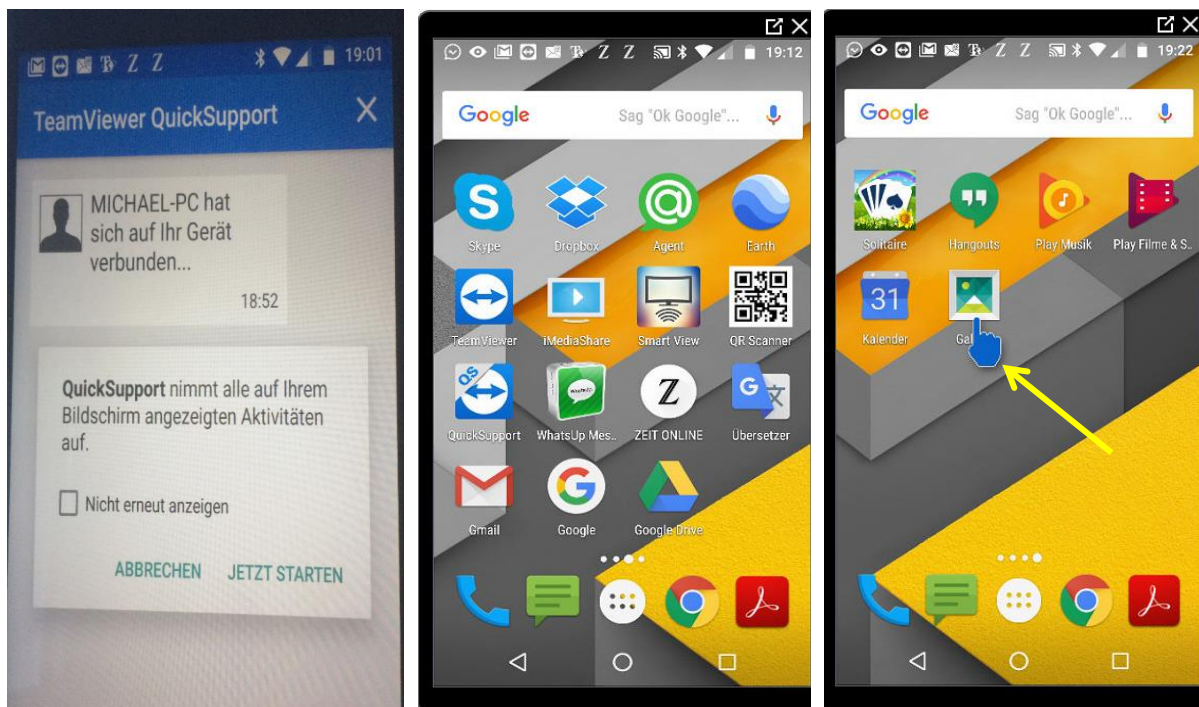 19:01
TeamViewer QuickSupport
MICHAEL-PC hat
sich auf Ihr Gerät
verbunden...
18:52
QuickSupport nimmt alle auf Ihrem
Bildschirm angezeigten Aktivitäten
auf.
Nicht erneut anzeigen
ABBRECHEN JETZT STARTEN
Z Z 19:12
Google Sag "Ok Google"...
Skype Dropbox Agent Earth
TeamViewer iMediaShare Smart View QR Scanner
QS
QuickSupport WhatsUp Mes.. ZEIT ONLINE Übersetzer
Gmail Google Google Drive
Z Z 19:22
Google Sag "Ok Google"...
Solitaire Hangouts Play Musik Play Filme & S..
31
Kalender